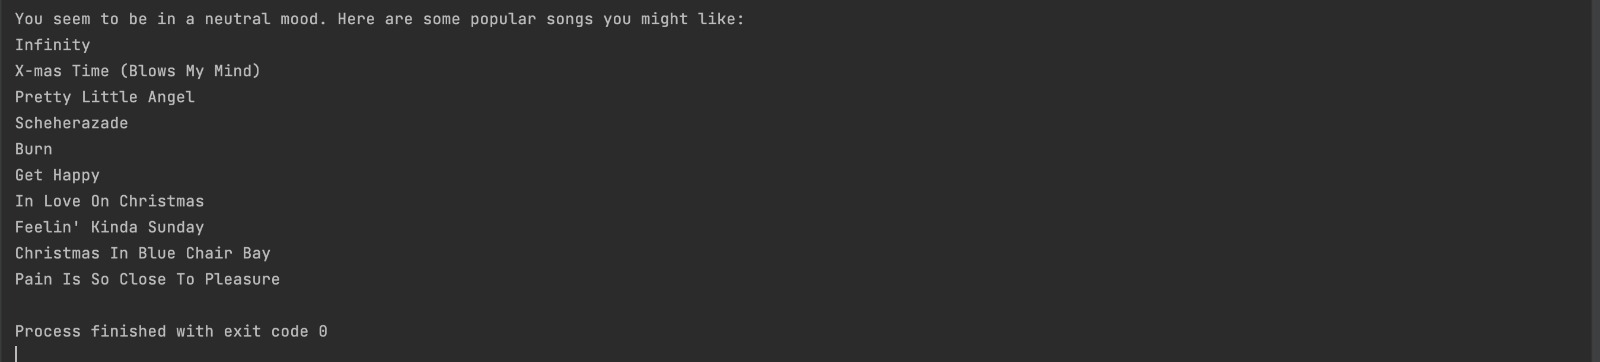 You seem to be in a neutral mood. Here are some popular songs you might like:
Infinity
X-mas Time (Blows My Mind)
Pretty Little Angel
Scheherazade
Burn
Get Happy
In Love On Christmas
Feelin' Kinda Sunday
Christmas In Blue Chair Bay
Pain Is So Close To Pleasure
Process finished with exit code 0